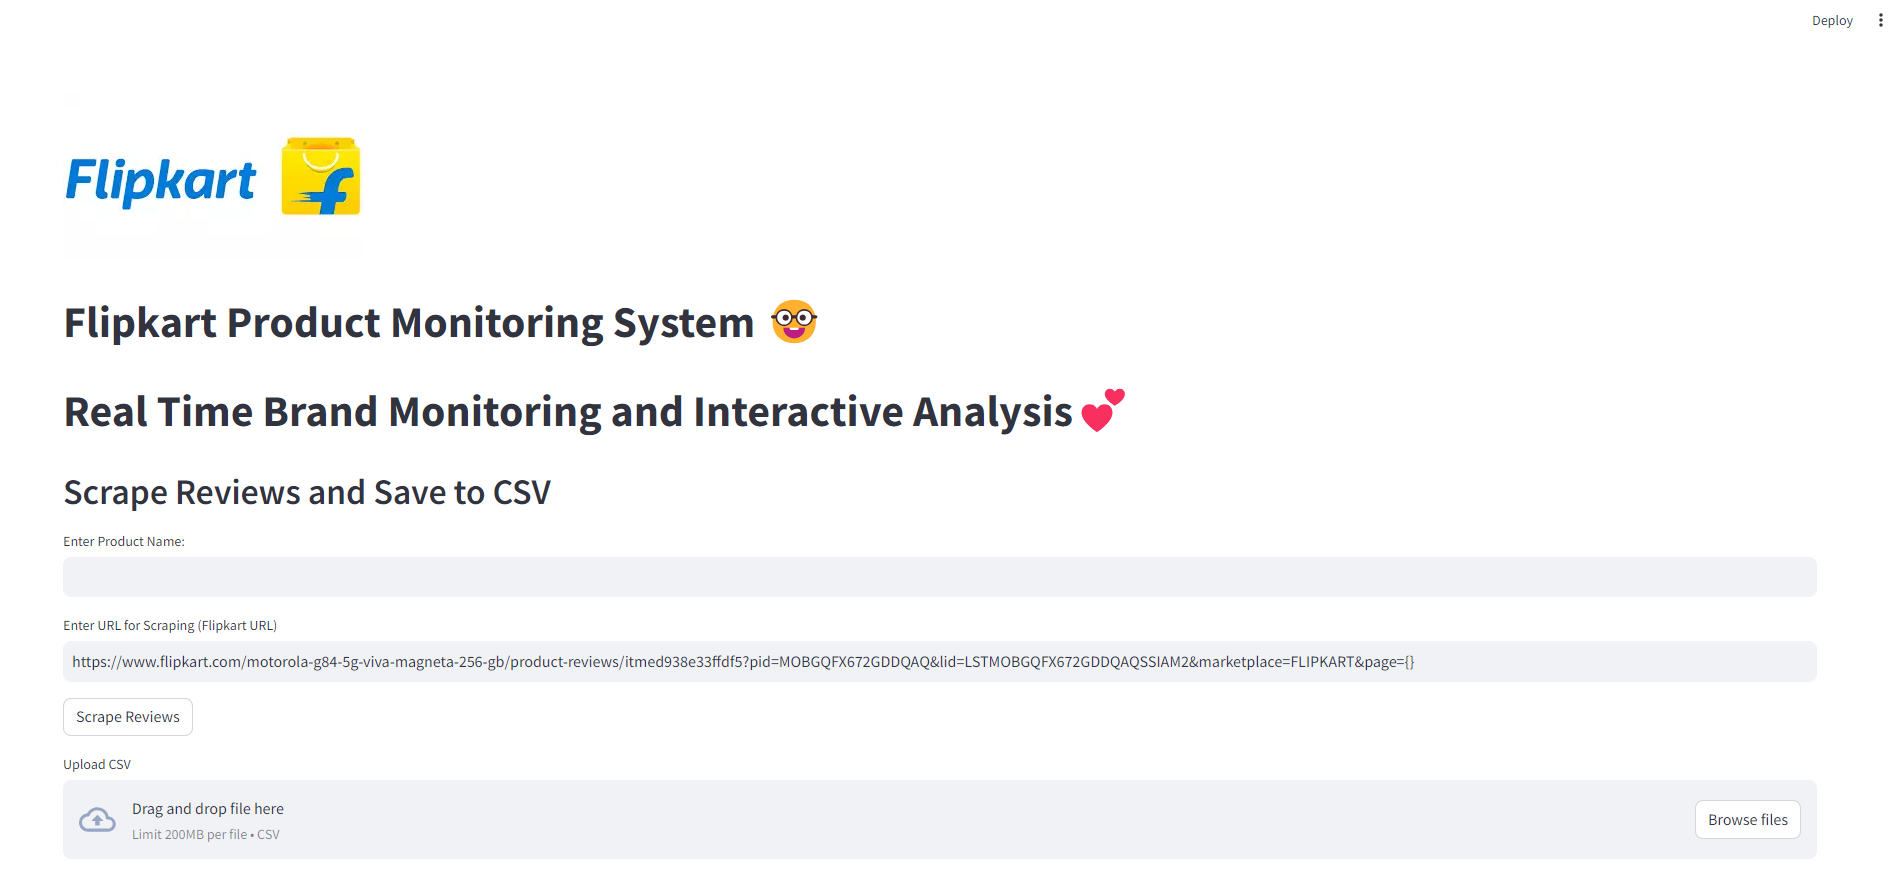 Deploy
Flipkart
Flipkart Product Monitoring System 🤓
Real Time Brand Monitoring and Interactive Analysis 💕
Scrape Reviews and Save to CSV
Enter Product Name:
Enter URL for Scraping (Flipkart URL)
https://www.flipkart.com/motorola-g84-5g-viva-magneta-256-gb/product-reviews/itmed938e33ffdf5?pid=MOBGQFX672GDDQAQ&lid=LSTMOBGQFX672GDDQAQSSIAM2&marketplace=FLIPKART&page={}
Scrape Reviews
Upload CSV
Drag and drop file here
Limit 200MB per file • CSV
Browse files